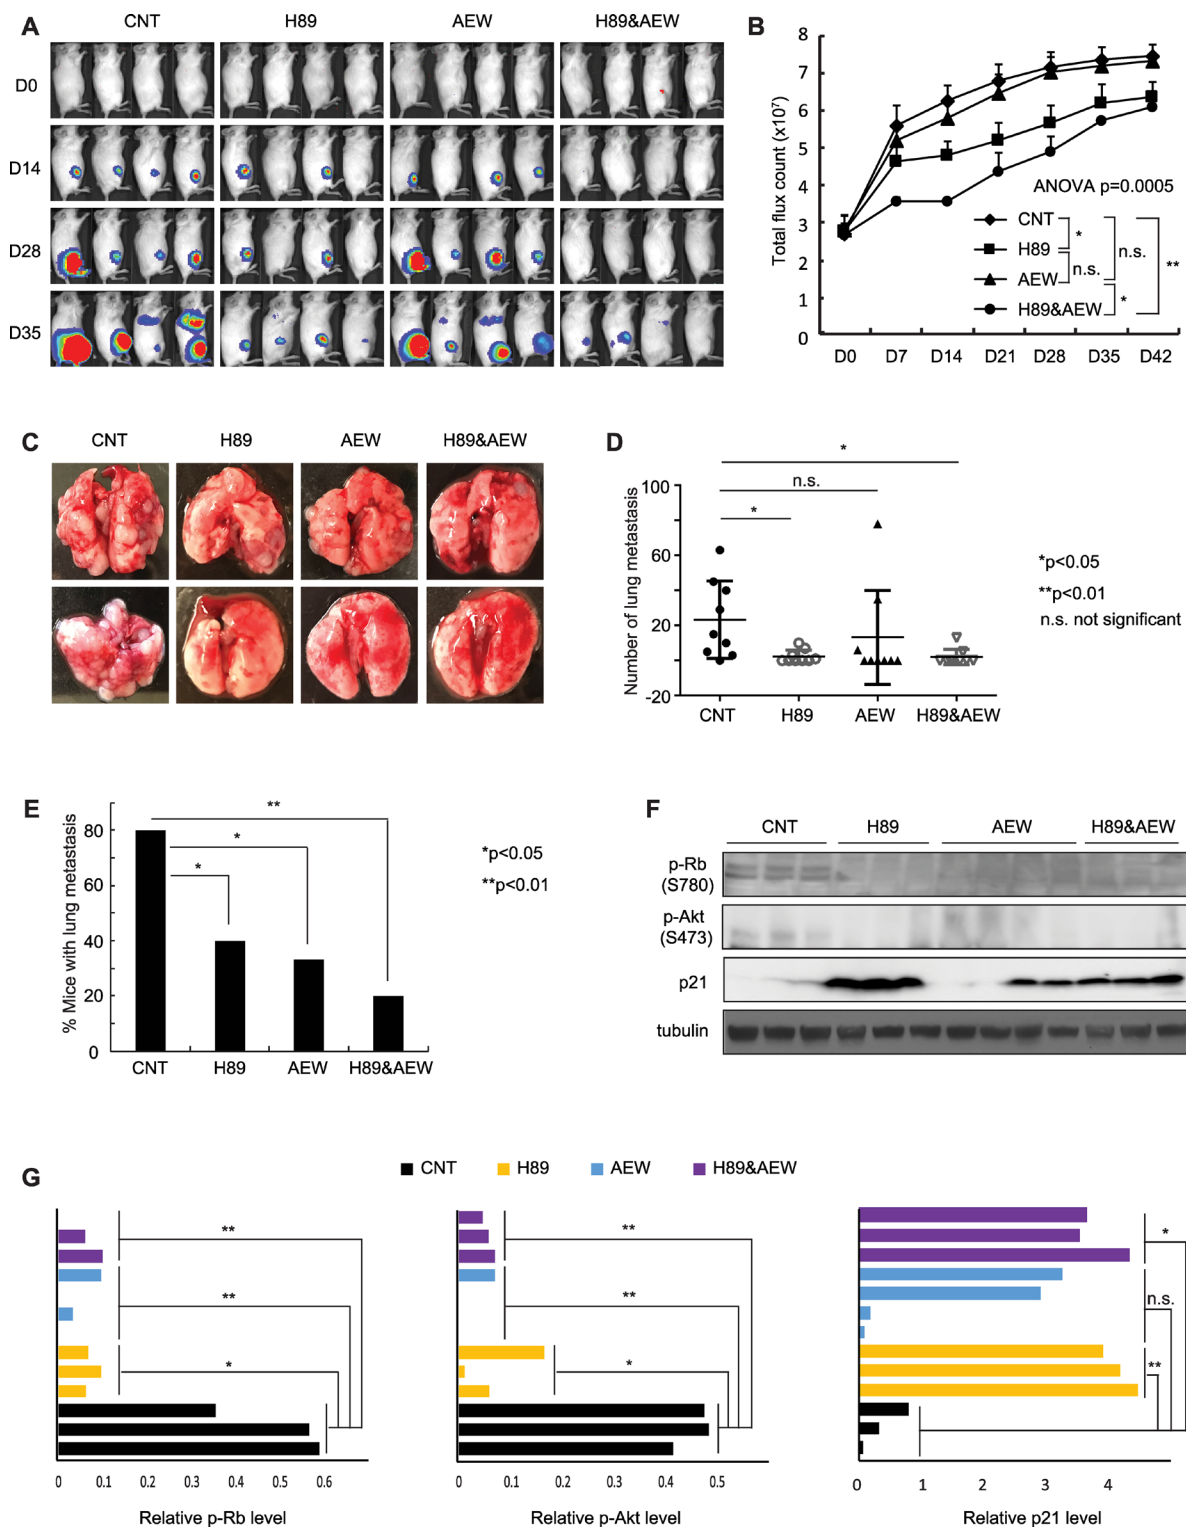 A
CNT
H89
AEW
H89&AEW
D0
D14
D28
D35
B
Total flux count (x10⁷)
8
7
6
5
4
3
2
1
0
D0
D7
D14
D21
D28
D35
D42
ANOVA p=0.0005
CNT
H89
AEW
H89&AEW
*
n.s.
*
n.s.
**
C
CNT
H89
AEW
H89&AEW
D
Number of lung metastasis
100
60
20
-20
*
n.s.
*
CNT
H89
AEW
H89&AEW
*p<0.05
**p<0.01
n.s. not significant
E
% Mice with lung metastasis
80
60
40
20
0
**
*
*
CNT
H89
AEW
H89&AEW
*p<0.05
**p<0.01
F
CNT
H89
AEW
H89&AEW
p-Rb
(S780)
p-Akt
(S473)
p21
tubulin
G
CNT
H89
AEW
H89&AEW
**
**
*
0 0.1 0.2 0.3 0.4 0.5 0.6
Relative p-Rb level
**
**
*
0 0.1 0.2 0.3 0.4 0.5
Relative p-Akt level
*
n.s.
**
0 1 2 3 4
Relative p21 level